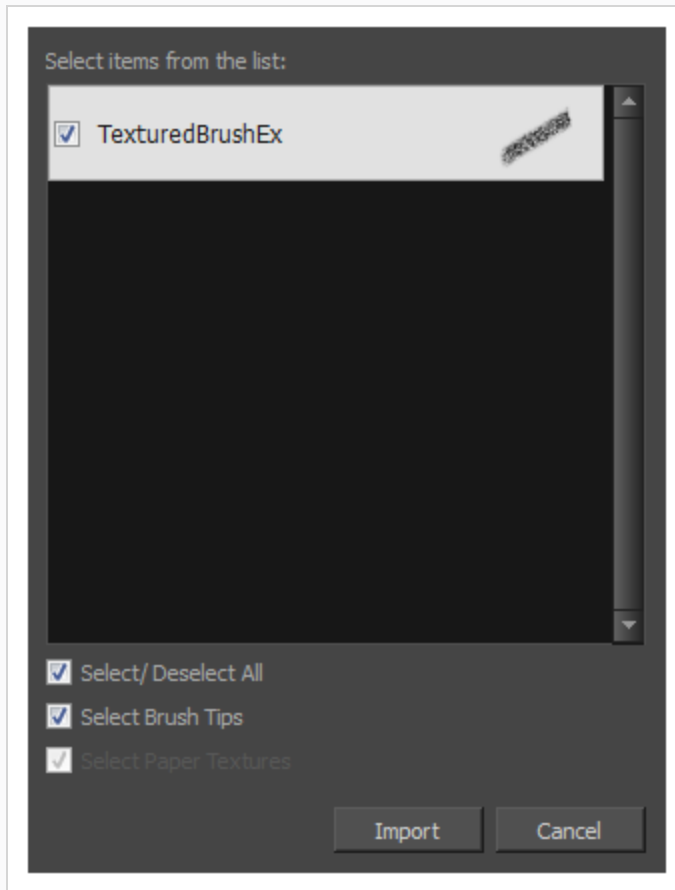 Select items from the list:
TexturedBrushEx
Select/ Deselect All
Select Brush Tips
Select Paper Textures
Import Cancel